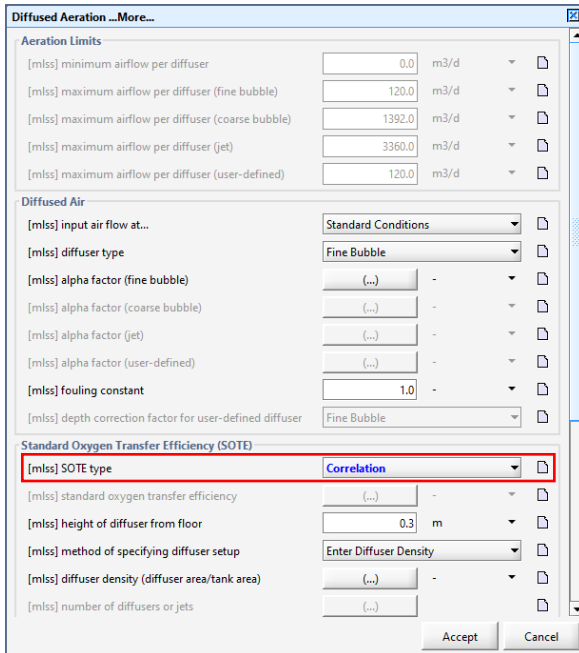 Diffused Aeration ...More...
Aeration Limits
[mlss] minimum airflow per diffuser 0.0 m3/d
[mlss] maximum airflow per diffuser (fine bubble) 120.0 m3/d
[mlss] maximum airflow per diffuser (coarse bubble) 1392.0 m3/d
[mlss] maximum airflow per diffuser (jet) 3360.0 m3/d
[mlss] maximum airflow per diffuser (user-defined) 120.0 m3/d
Diffused Air
[mlss] input air flow at... Standard Conditions
[mlss] diffuser type Fine Bubble
[mlss] alpha factor (fine bubble) (...) -
[mlss] alpha factor (coarse bubble) (...) -
[mlss] alpha factor (jet) (...) -
[mlss] alpha factor (user-defined) (...) -
[mlss] fouling constant 1.0 -
[mlss] depth correction factor for user-defined diffuser Fine Bubble
Standard Oxygen Transfer Efficiency (SOTE)
[mlss] SOTE type Correlation
[mlss] standard oxygen transfer efficiency (...) -
[mlss] height of diffuser from floor 0.3 m
[mlss] method of specifying diffuser setup Enter Diffuser Density
[mlss] diffuser density (diffuser area/tank area) (...) -
[mlss] number of diffusers or jets (...)
Accept Cancel